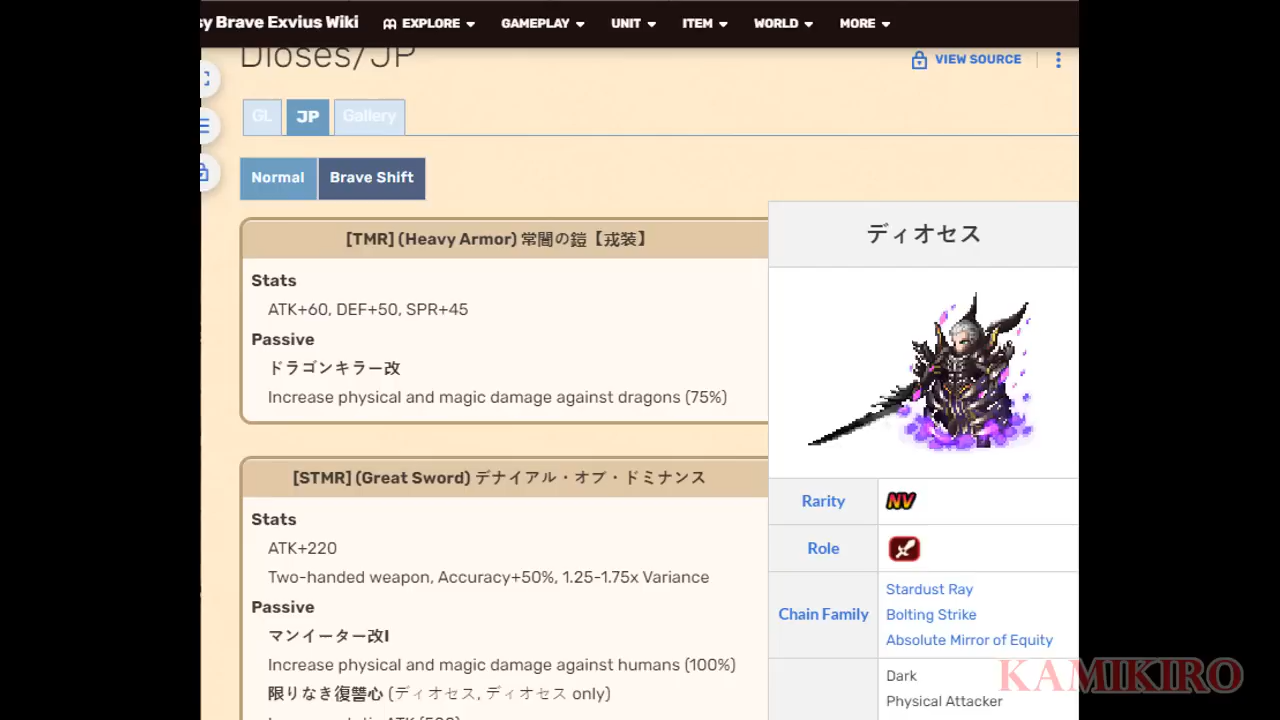 sy Brave Exvius Wiki
EXPLORE
GAMEPLAY
UNIT
ITEM
WORLD
MORE
Dioses/JP
VIEW SOURCE
GL
JP
Gallery
Normal
Brave Shift
[TMR] (Heavy Armor) 常闇の鎧【戎装】
Stats
ATK+60, DEF+50, SPR+45
Passive
ドラゴンキラー改
Increase physical and magic damage against dragons (75%)
[STMR] (Great Sword) デナイアル・オブ・ドミナンス
Stats
ATK+220
Two-handed weapon, Accuracy+50%, 1.25-1.75x Variance
Passive
マンイーター改I
Increase physical and magic damage against humans (100%)
限りなき復讐心 (ディオセス, ディオセス only)
ディオセス
Rarity
NV
Role
Chain Family
Stardust Ray
Bolting Strike
Absolute Mirror of Equity
Dark
Physical Attacker
KAMIKIRO